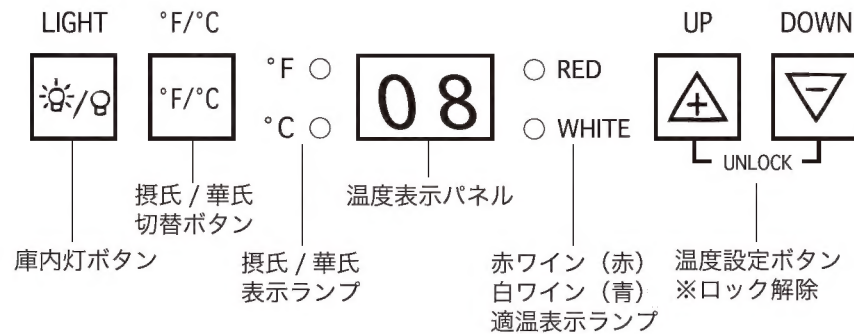 LIGHT
°F/°C
UP
DOWN
°F/°C
°F
°C
08
RED
WHITE
+
-
UNLOCK
摂氏 / 華氏
切替ボタン
温度表示パネル
庫内灯ボタン
摂氏 / 華氏
表示ランプ
赤ワイン（赤）
白ワイン（青）
適温表示ランプ
温度設定ボタン
※ロック解除